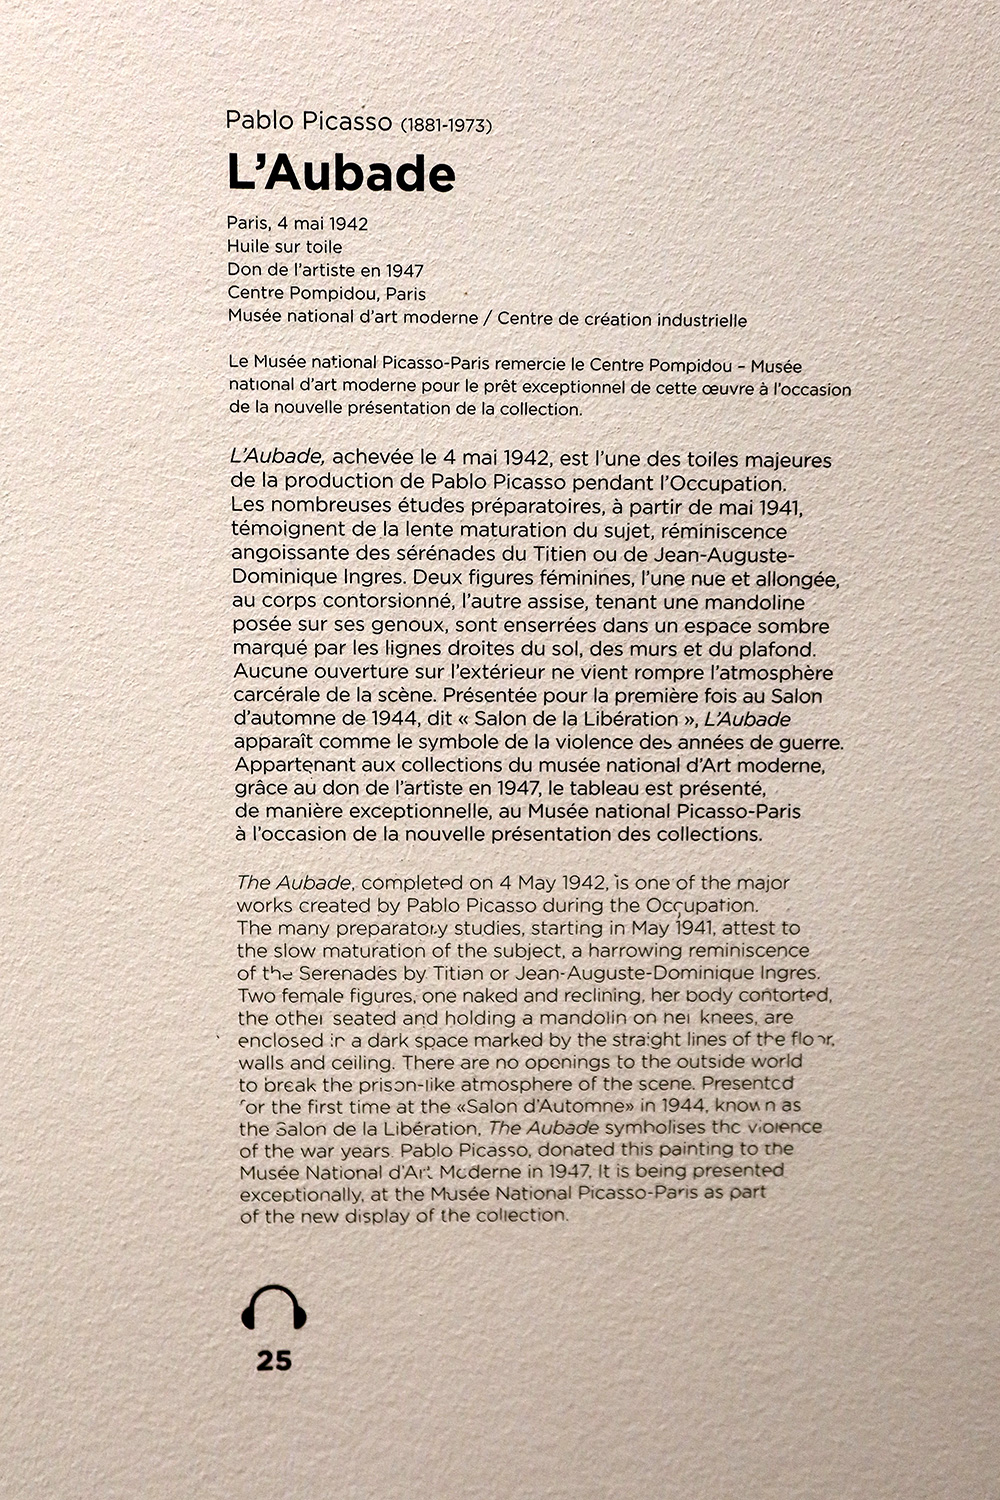 Pablo Picasso (1881-1973)
L'Aubade
Paris, 4 mai 1942
Huile sur toile
Don de l'artiste en 1947
Centre Pompidou, Paris
Musée national d'art moderne / Centre de création industrielle
Le Musée national Picasso-Paris remercie le Centre Pompidou – Musée
national d'art moderne pour le prêt exceptionnel de cette œuvre à l'occasion
de la nouvelle présentation de la collection.
L'Aubade, achevée le 4 mai 1942, est l'une des toiles majeures
de la production de Pablo Picasso pendant l'Occupation.
Les nombreuses études préparatoires, à partir de mai 1941,
témoignent de la lente maturation du sujet, réminiscence
angoissante des sérénades du Titien ou de Jean-Auguste-
Dominique Ingres. Deux figures féminines, l'une nue et allongée,
au corps contorsionné, l'autre assise, tenant une mandoline
posée sur ses genoux, sont enserrées dans un espace sombre
marqué par les lignes droites du sol, des murs et du plafond.
Aucune ouverture sur l'extérieur ne vient rompre l'atmosphère
carcérale de la scène. Présentée pour la première fois au Salon
d'automne de 1944, dit « Salon de la Libération », L'Aubade
apparaît comme le symbole de la violence des années de guerre.
Appartenant aux collections du musée national d'Art moderne,
grâce au don de l'artiste en 1947, le tableau est présenté,
de manière exceptionnelle, au Musée national Picasso-Paris
à l'occasion de la nouvelle présentation des collections.
The Aubade, completed on 4 May 1942, is one of the major
works created by Pablo Picasso during the Occupation.
The many preparatory studies, starting in May 1941, attest to
the slow maturation of the subject, a harrowing reminiscence
of the Serenades by Titian or Jean-Auguste-Dominique Ingres.
Two female figures, one naked and reclining, her body contorted,
the other seated and holding a mandolin on her knees, are
enclosed in a dark space marked by the straight lines of the floor,
walls and ceiling. There are no openings to the outside world
to break the prison-like atmosphere of the scene. Presented
for the first time at the «Salon d'Automne» in 1944, known as
the Salon de la Libération, The Aubade symbolises the violence
of the war years. Pablo Picasso, donated this painting to the
Musée National d'Art Moderne in 1947. It is being presented
exceptionally, at the Musée National Picasso-Paris as part
of the new display of the collection.
25